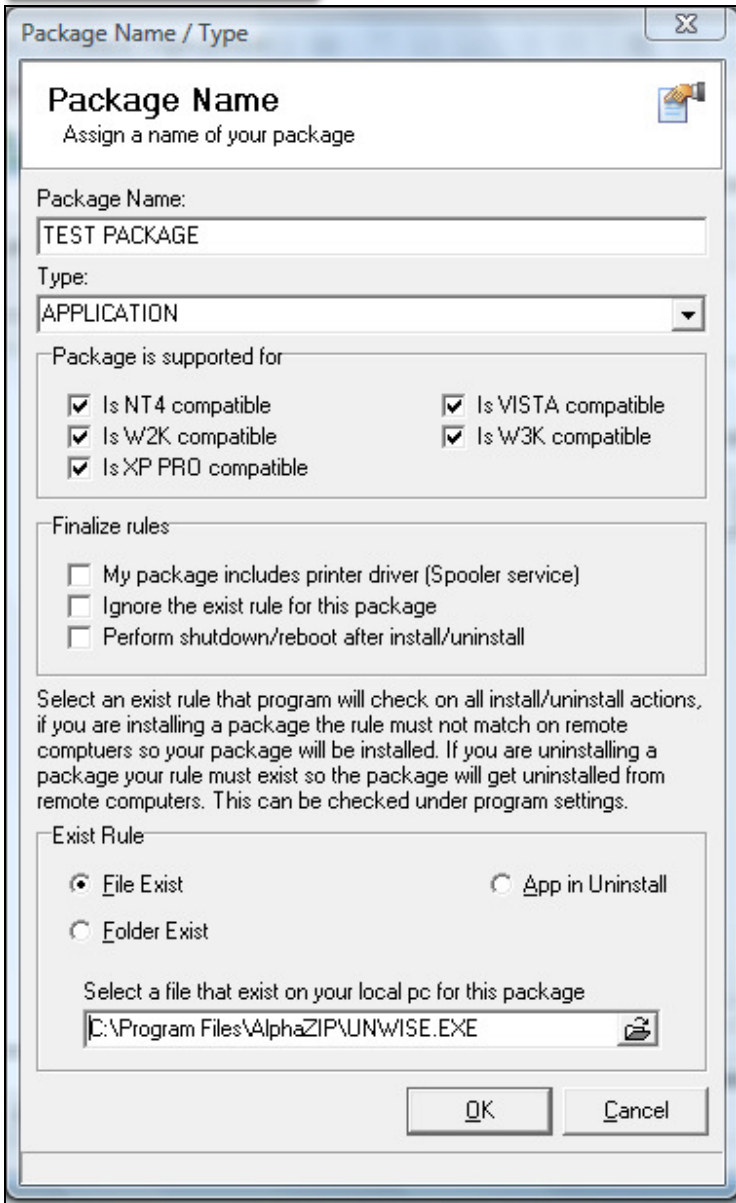 Package Name / Type
Package Name
Assign a name of your package
Package Name:
TEST PACKAGE
Type:
APPLICATION
Package is supported for
Is NT4 compatible
Is VISTA compatible
Is W2K compatible
Is W3K compatible
Is XP PRO compatible
Finalize rules
My package includes printer driver (Spooler service)
Ignore the exist rule for this package
Perform shutdown/reboot after install/uninstall
Select an exist rule that program will check on all install/uninstall actions,
if you are installing a package the rule must not match on remote
comptuers so your package will be installed. If you are uninstalling a
package your rule must exist so the package will get uninstalled from
remote computers. This can be checked under program settings.
Exist Rule
File Exist
App in Uninstall
Folder Exist
Select a file that exist on your local pc for this package
C:\Program Files\AlphaZIP\UNWISE.EXE
OK
Cancel